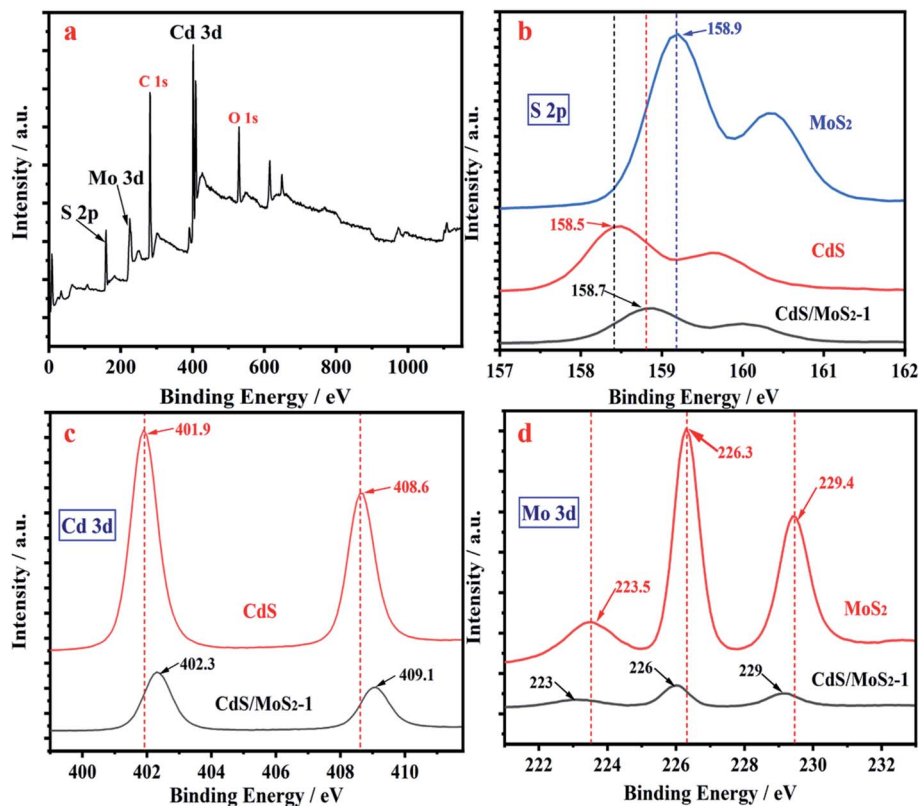 a
Cd 3d
C 1s
O 1s
Mo 3d
S 2p
Intensity / a.u.
0 200 400 600 800 1000
Binding Energy / eV
b
158.9
S 2p
MoS₂
158.5
CdS
158.7
CdS/MoS₂-1
Intensity / a.u.
157 158 159 160 161 162
Binding Energy / eV
c
401.9
408.6
Cd 3d
CdS
402.3
409.1
CdS/MoS₂-1
Intensity / a.u.
400 402 404 406 408 410
Binding Energy / eV
d
226.3
Mo 3d
229.4
223.5
MoS₂
CdS/MoS₂-1
223
226
229
Intensity / a.u.
222 224 226 228 230 232
Binding Energy / eV